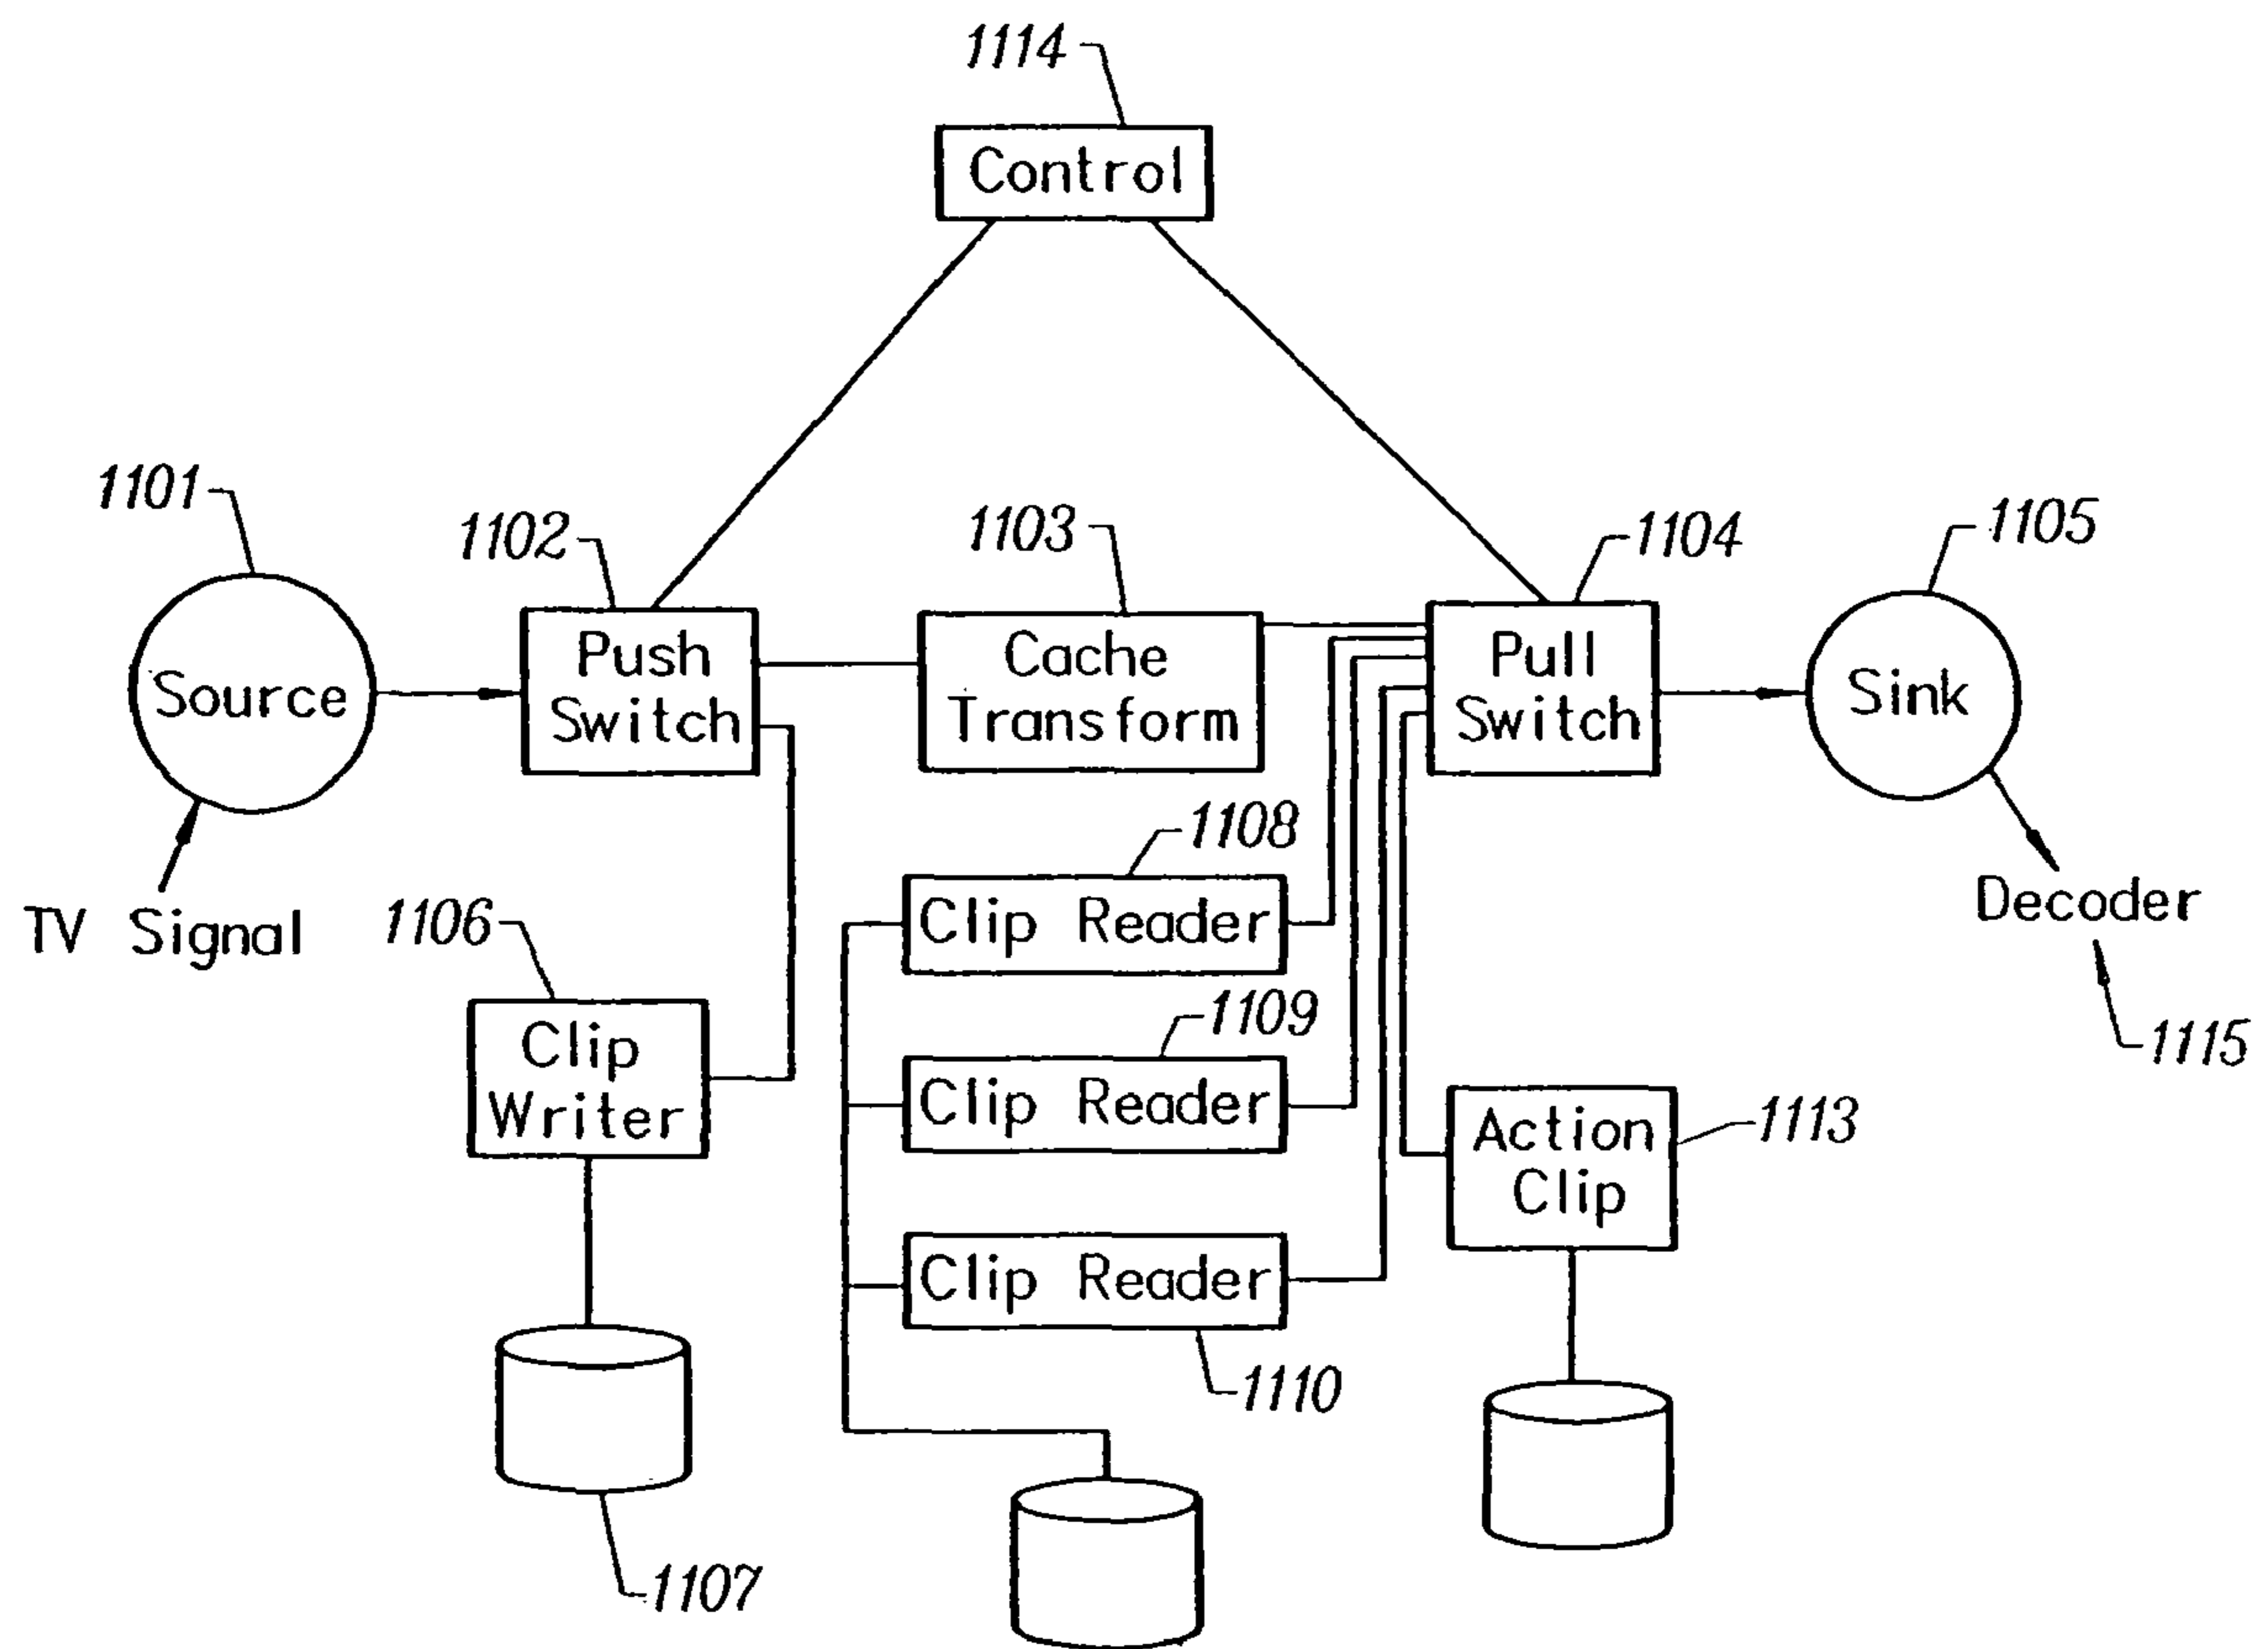 1114
Control
1101
1102
1103
1104
1105
Source
Push
Switch
Cache
Transform
Pull
Switch
Sink
TV Signal
1106
1108
Clip Reader
Decoder
1115
Clip
Writer
1109
Clip Reader
Action
Clip
1113
Clip Reader
1110
1107